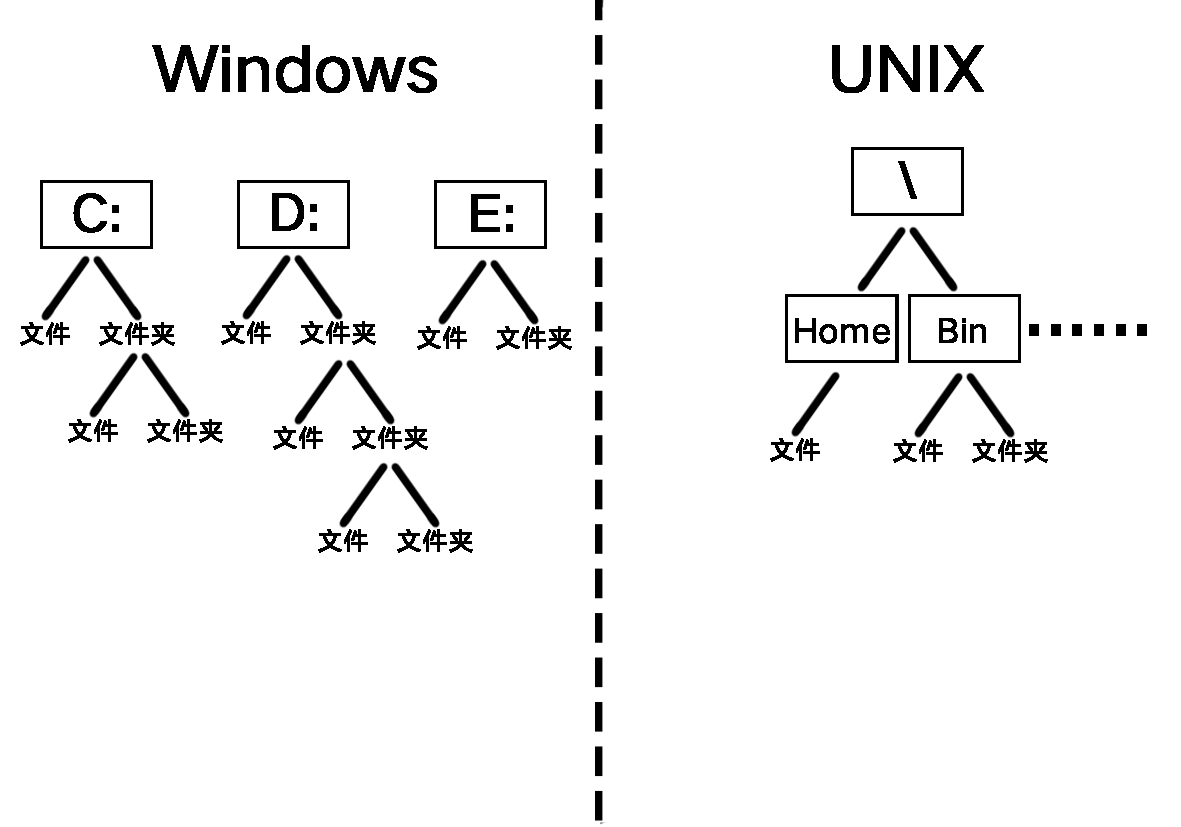 Windows
UNIX
C: D: E:
文件 文件夹 文件 文件夹 文件 文件夹
文件 文件夹 文件 文件夹
文件 文件夹
\
Home Bin ......
文件 文件 文件夹